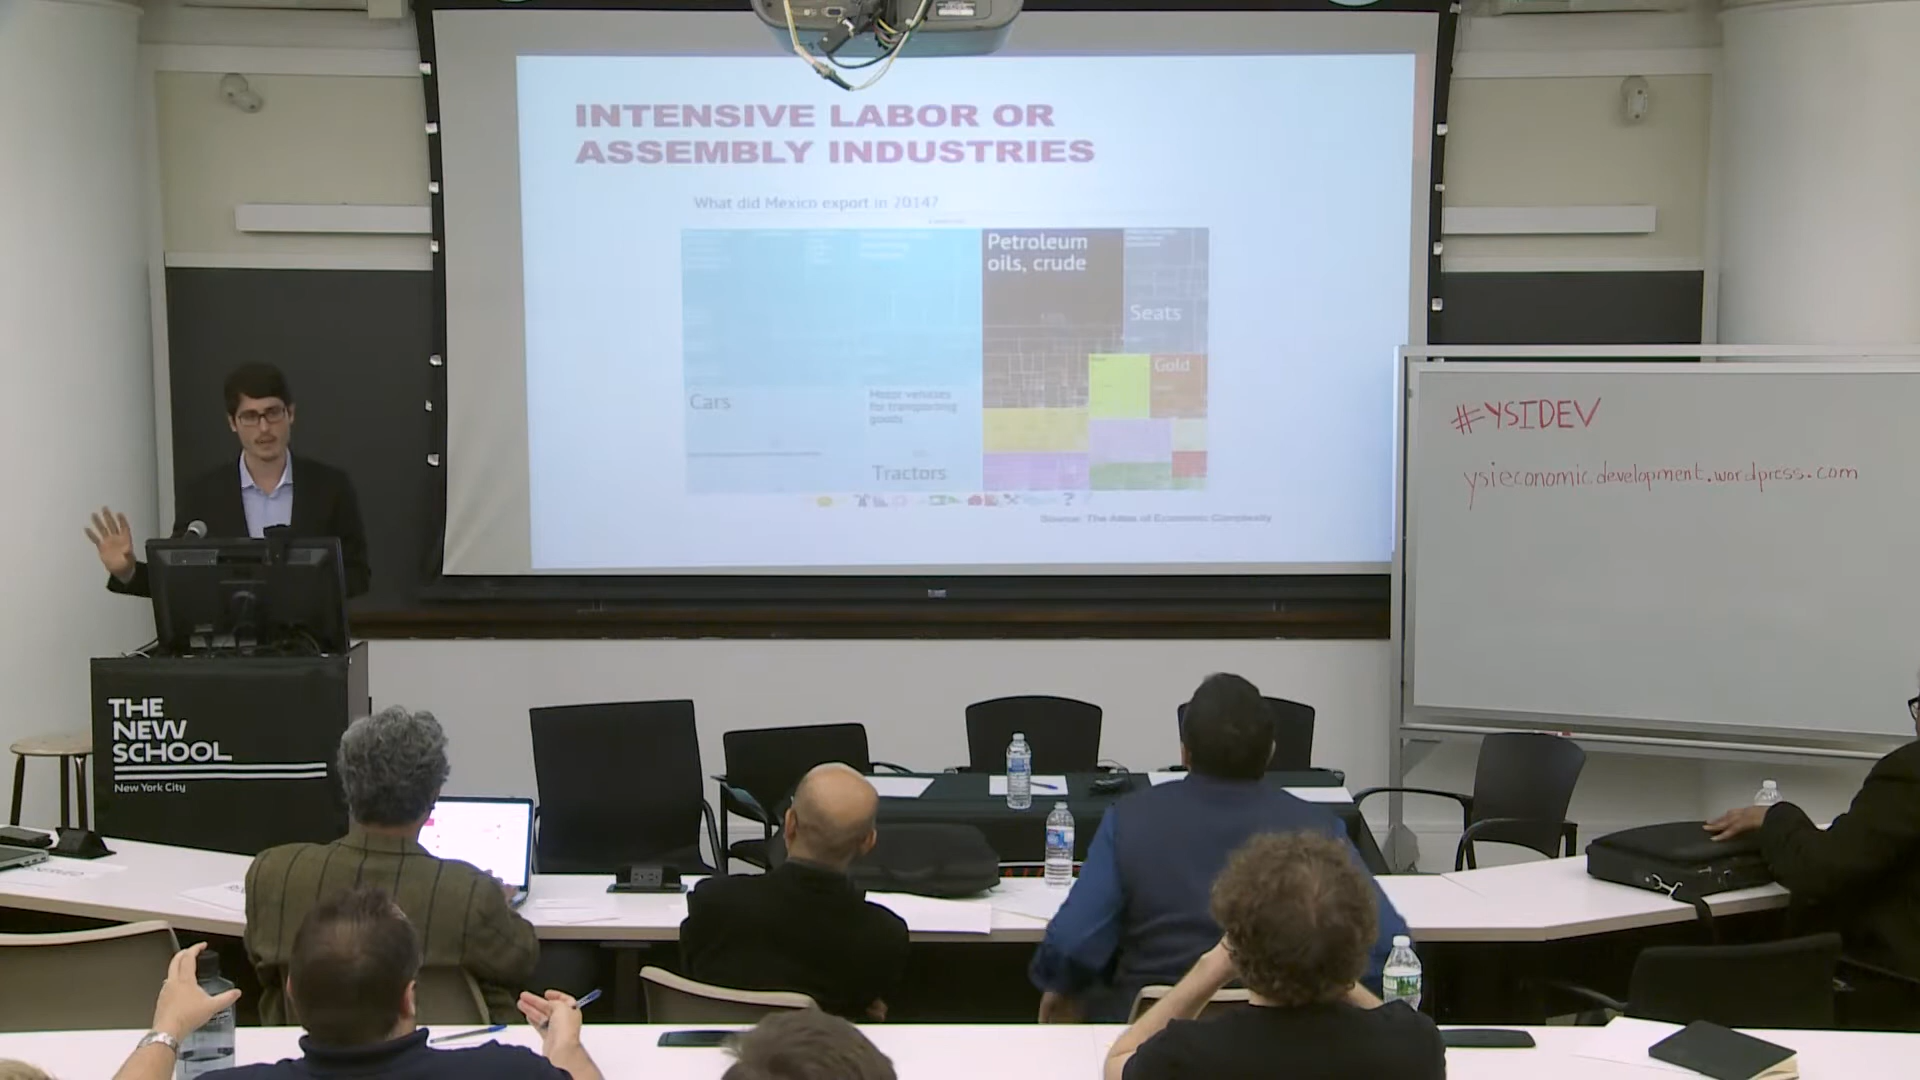 INTENSIVE LABOR OR
ASSEMBLY INDUSTRIES
What did Mexico export in 2014?
Petroleum
oils, crude
Seats
Gold
Cars
Motor vehicles
for transporting
goods
Tractors
?
Source: The Atlas of Economic Complexity
#YSIDEV
ysieconomicdevelopment.wordpress.com
THE
NEW
SCHOOL
New York City